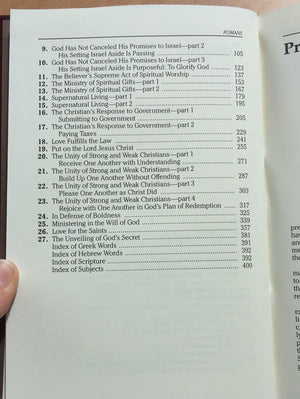 ROMANS
9. God Has Not Canceled His Promises to Israel—part 2
His Setting Israel Aside Is Passing 105
10. God Has Not Canceled His Promises to Israel—part 3
His Setting Israel Aside Is Purposeful: To Glorify God 123
11. The Believer's Supreme Act of Spiritual Worship 137
12. The Ministry of Spiritual Gifts—part 1 153
13. The Ministry of Spiritual Gifts—part 2 167
14. Supernatural Living—part 1 179
15. Supernatural Living—part 2 195
16. The Christian's Response to Government—part 1
Submitting to Government 205
17. The Christian's Response to Government—part 2
Paying Taxes 229
18. Love Fulfills the Law 241
19. Put on the Lord Jesus Christ 255
20. The Unity of Strong and Weak Christians—part 1
Receive One Another with Understanding 271
21. The Unity of Strong and Weak Christians—part 2
Build Up One Another Without Offending 287
22. The Unity of Strong and Weak Christians—part 3
Please One Another as Christ Did 303
23. The Unity of Strong and Weak Christians—part 4
Rejoice with One Another in God's Plan of Redemption 317
24. In Defense of Boldness 325
25. Ministering in the Will of God 339
26. Love for the Saints 357
27. The Unveiling of God's Secret 381
Index of Greek Words 391
Index of Hebrew Words 392
Index of Scripture 392
Index of Subjects 400